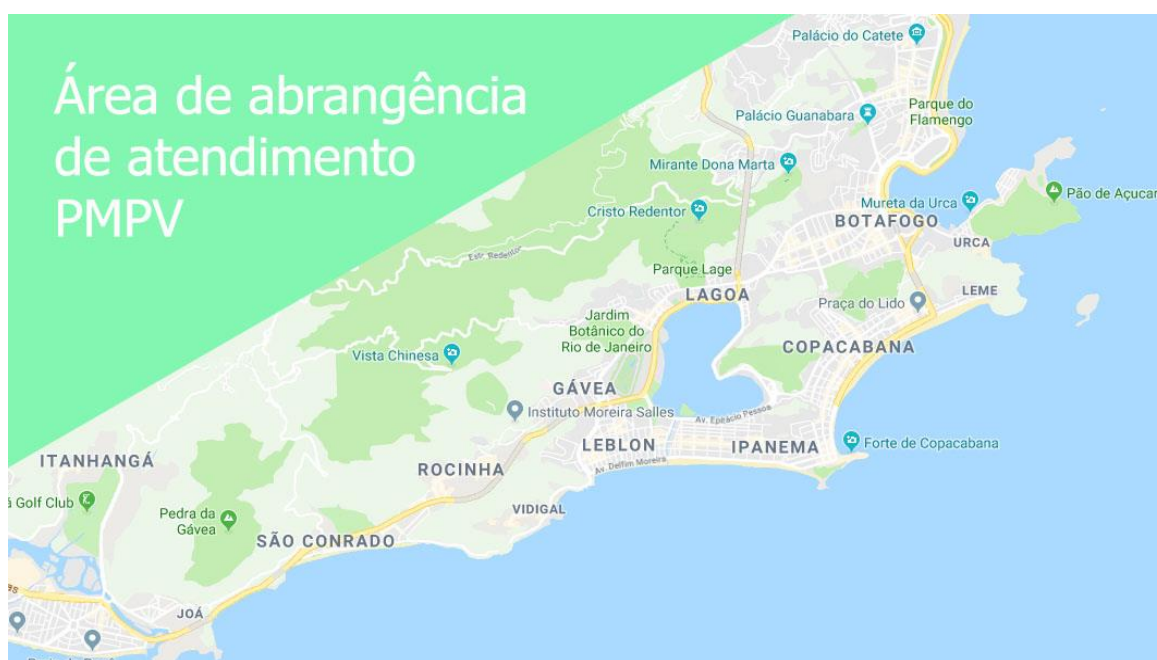 Área de abrangência
de atendimento
PMPV
Palácio do Catete
Parque do
Flamengo
Palácio Guanabara
Mirante Dona Marta
Pão de Açucar
Mureta da Urca
Cristo Redentor
BOTAFOGO
URCA
Estr. Redentor
Parque Lage
LAGOA
LEME
Praça do Lido
Jardim
Botânico do
Rio de Janeiro
COPACABANA
Vista Chinesa
GÁVEA
Instituto Moreira Salles
Av. Epitácio Pessoa
LEBLON
IPANEMA
Forte de Copacabana
Av. Delfim Moreira
ITANHANGÁ
ROCINHA
á Golf Club
Pedra da
Gávea
VIDIGAL
SÃO CONRADO
as
JOÁ